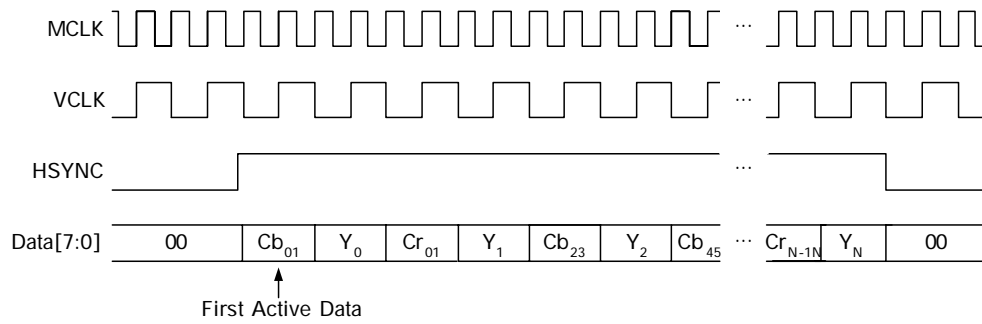 MCLK ...
VCLK ...
HSYNC ...
Data[7:0] 00 Cb01 Y0 Cr01 Y1 Cb23 Y2 Cb45 ... CrN-1N YN 00
First Active Data